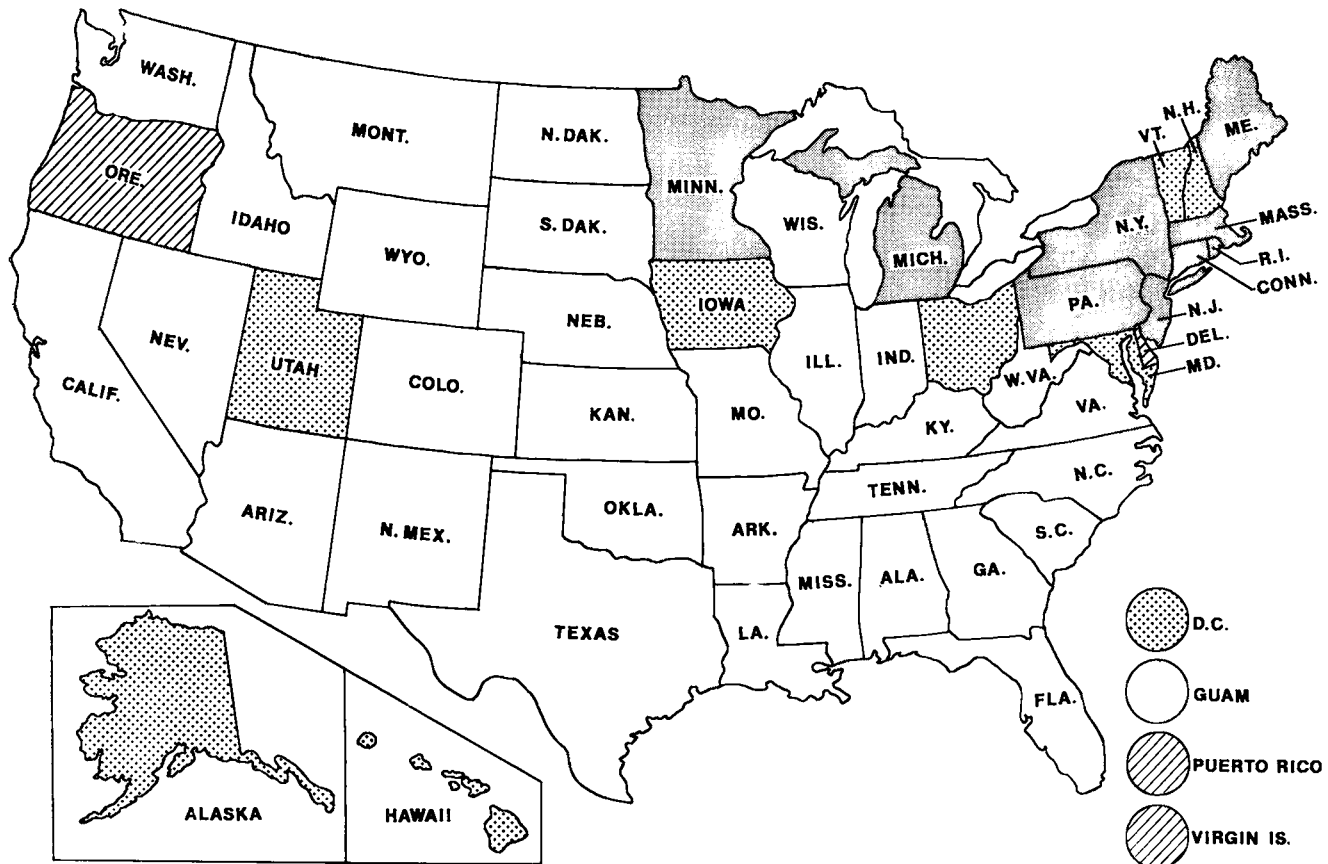 WASH.
MONT.
N. DAK.
MINN.
VT.
N.H.
ME.
ORE.
IDAHO
S. DAK.
WIS.
MICH.
N.Y.
MASS.
R.I.
CONN.
WYO.
IOWA
PA.
N.J.
DEL.
MD.
NEV.
UTAH
COLO.
NEB.
ILL.
IND.
W. VA.
VA.
CALIF.
KAN.
MO.
KY.
N.C.
TENN.
ARIZ.
N. MEX.
OKLA.
ARK.
S.C.
MISS.
ALA.
GA.
TEXAS
LA.
FLA.
D.C.
GUAM
PUERTO RICO
VIRGIN IS.
ALASKA
HAWAII